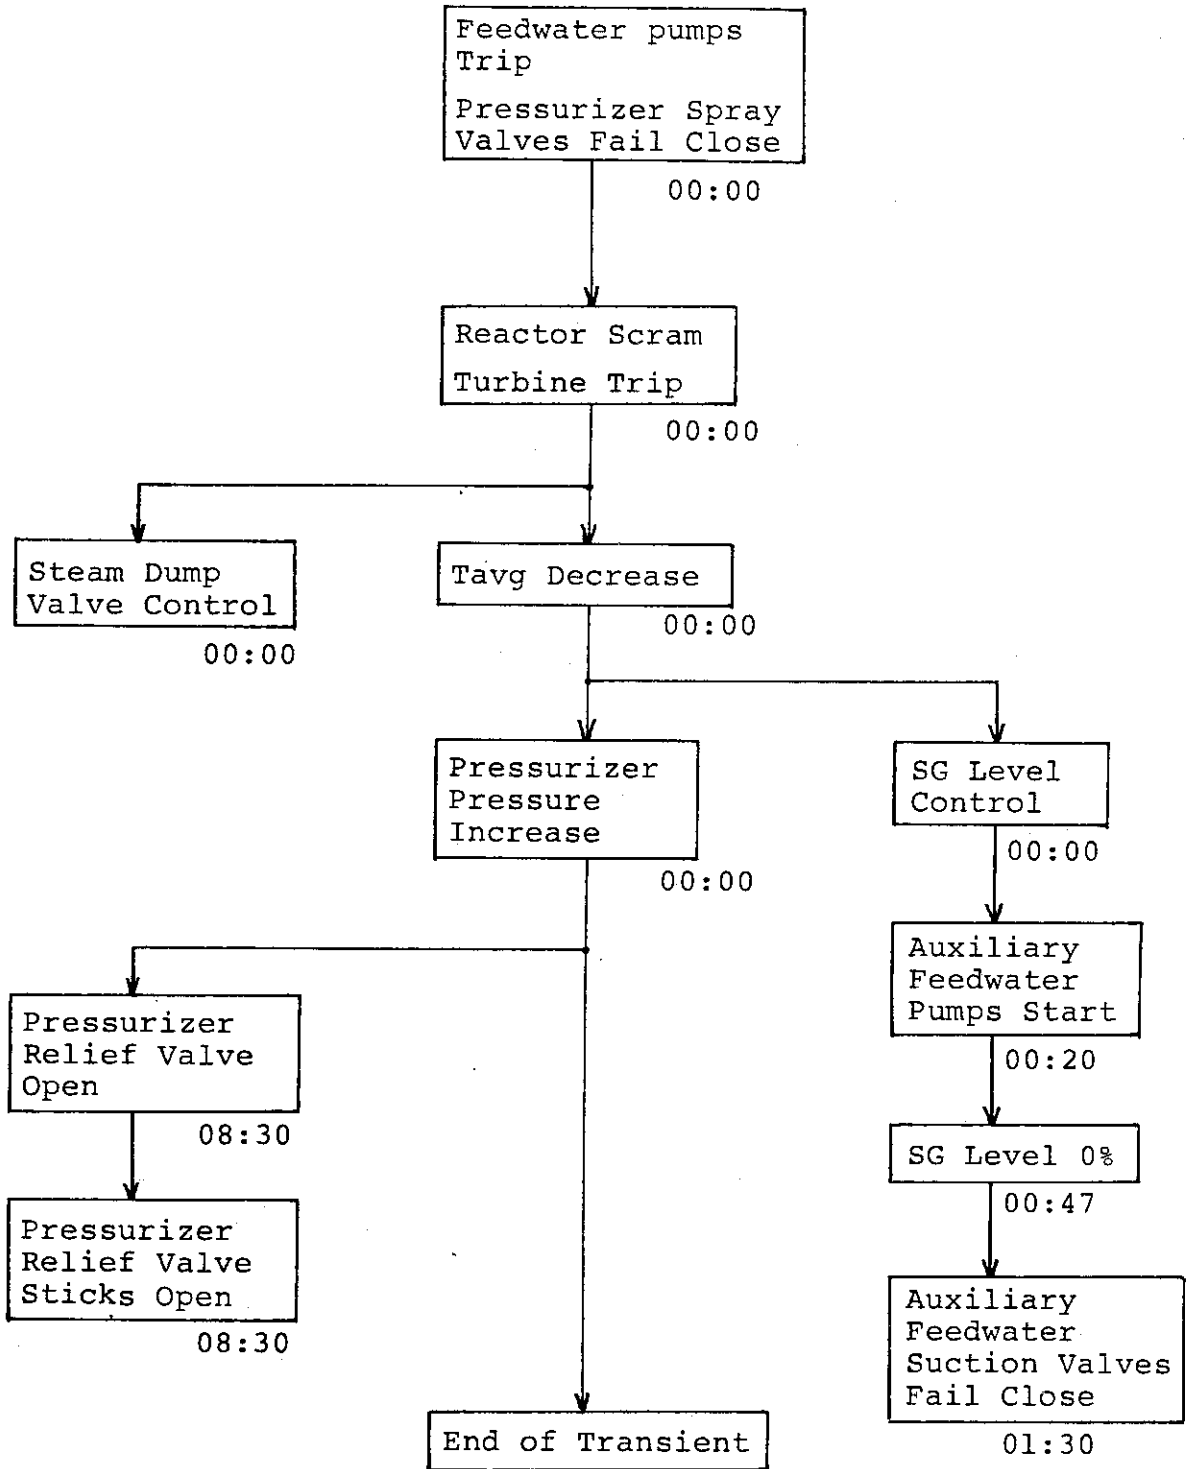 Feedwater pumps
Trip
Pressurizer Spray
Valves Fail Close
00:00
Reactor Scram
Turbine Trip
00:00
Steam Dump
Valve Control
00:00
Tavg Decrease
00:00
Pressurizer
Pressure
Increase
00:00
SG Level
Control
00:00
Auxiliary
Feedwater
Pumps Start
00:20
Pressurizer
Relief Valve
Open
08:30
SG Level 0%
00:47
Pressurizer
Relief Valve
Sticks Open
08:30
Auxiliary
Feedwater
Suction Valves
Fail Close
01:30
End of Transient